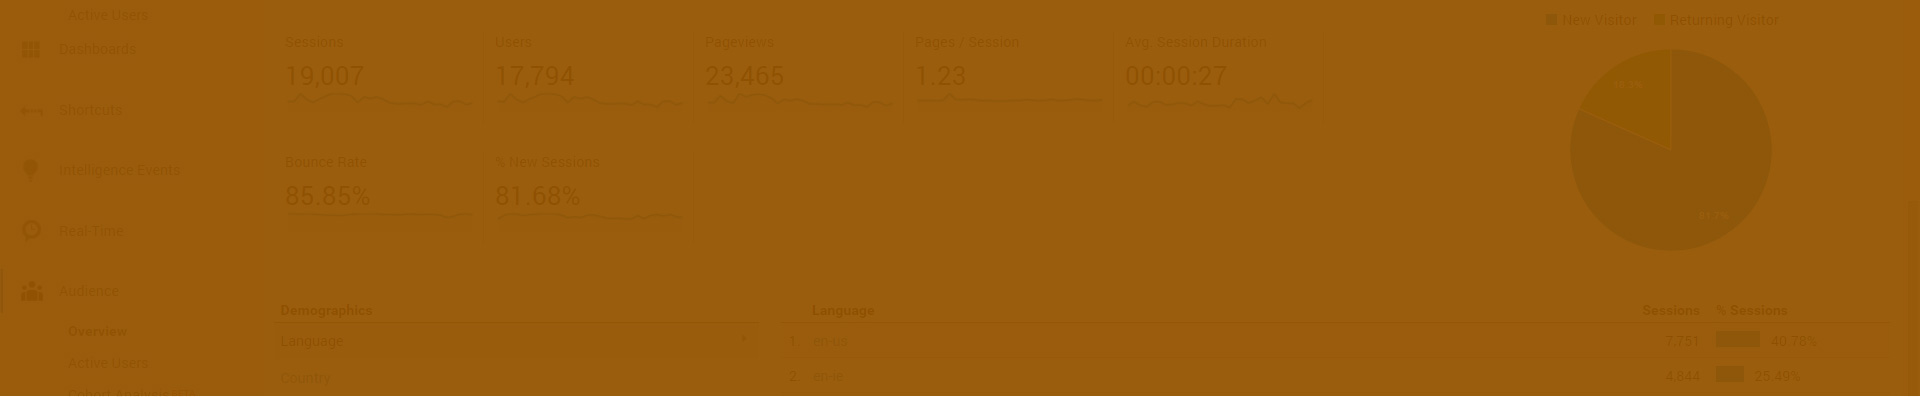 Active Users
Dashboards
Shortcuts
Intelligence Events
Real-Time
Audience
Overview
Active Users
Cohort Analysis
Sessions
19,007
Users
17,794
Pageviews
23,465
Pages / Session
1.23
Avg. Session Duration
00:00:27
Bounce Rate
85.85%
% New Sessions
81.68%
New Visitor Returning Visitor
Demographics
Language
Country
Language Sessions % Sessions
1. en-us 7,751 40.78%
2. en-ie 4,844 25.49%